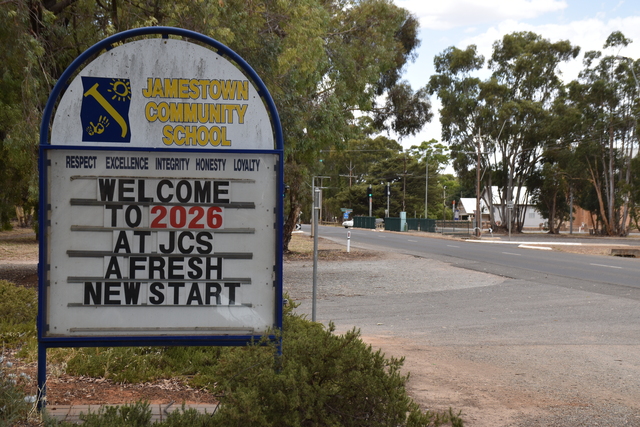 JAMESTOWN
COMMUNITY
SCHOOL
RESPECT EXCELLENCE INTEGRITY HONESTY LOYALTY
WELCOME
TO 2026
AT JCS
A FRESH
NEW START